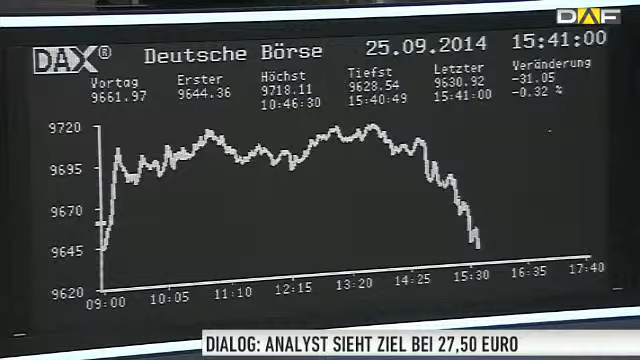 DAF
DAX® Deutsche Börse 25.09.2014 15:41:00
Vortag Erster Höchst Tiefst Letzter Veränderung
9661.97 9644.36 9718.11 9628.54 9630.92 -31.05
10:46:30 15:40:49 15:41:00 -0.32 %
9720
9695
9670
9645
9620
09:00 10:05 11:10 12:15 13:20 14:25 15:30 16:35 17:40
DIALOG: ANALYST SIEHT ZIEL BEI 27,50 EURO